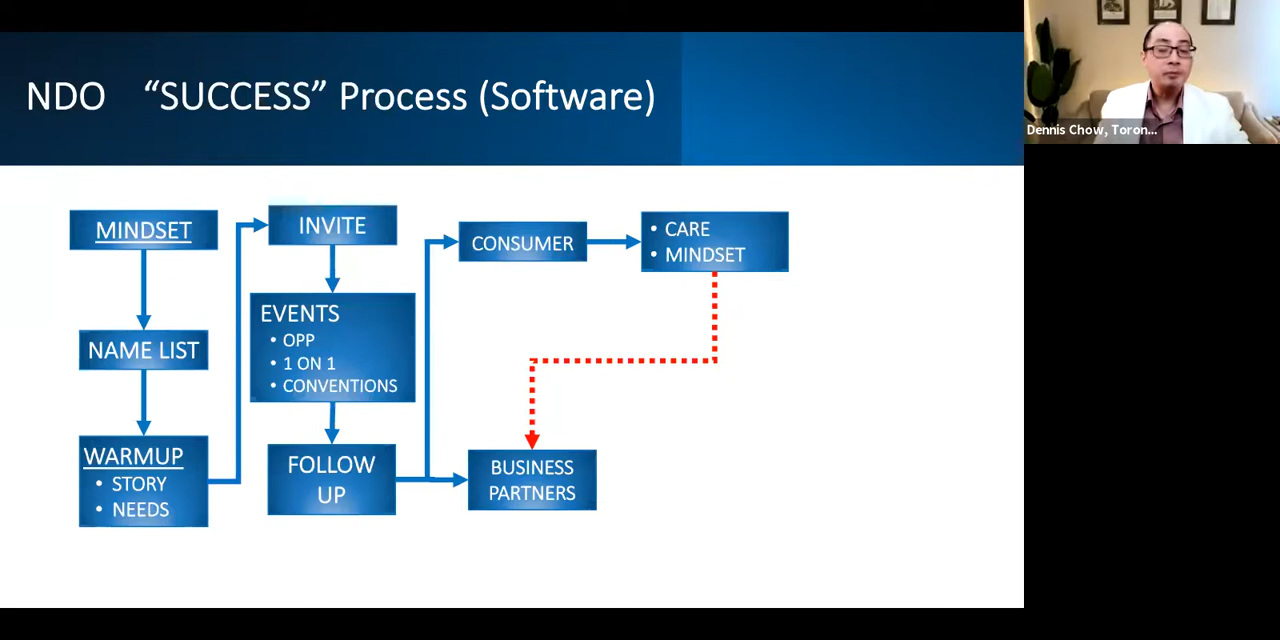 NDO “SUCCESS” Process (Software)
Dennis Chow, Toron...
MINDSET
NAME LIST
WARMUP
• STORY
• NEEDS
INVITE
EVENTS
• OPP
• 1 ON 1
• CONVENTIONS
FOLLOW
UP
CONSUMER
• CARE
• MINDSET
BUSINESS
PARTNERS